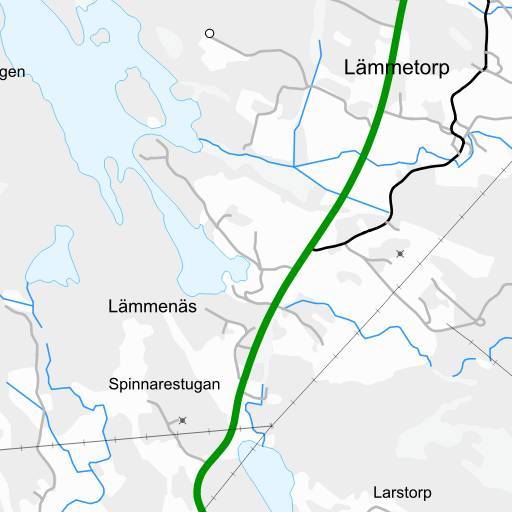 Lämmetorp
gen
Lämmenäs
Spinnarestugan
Larstorp